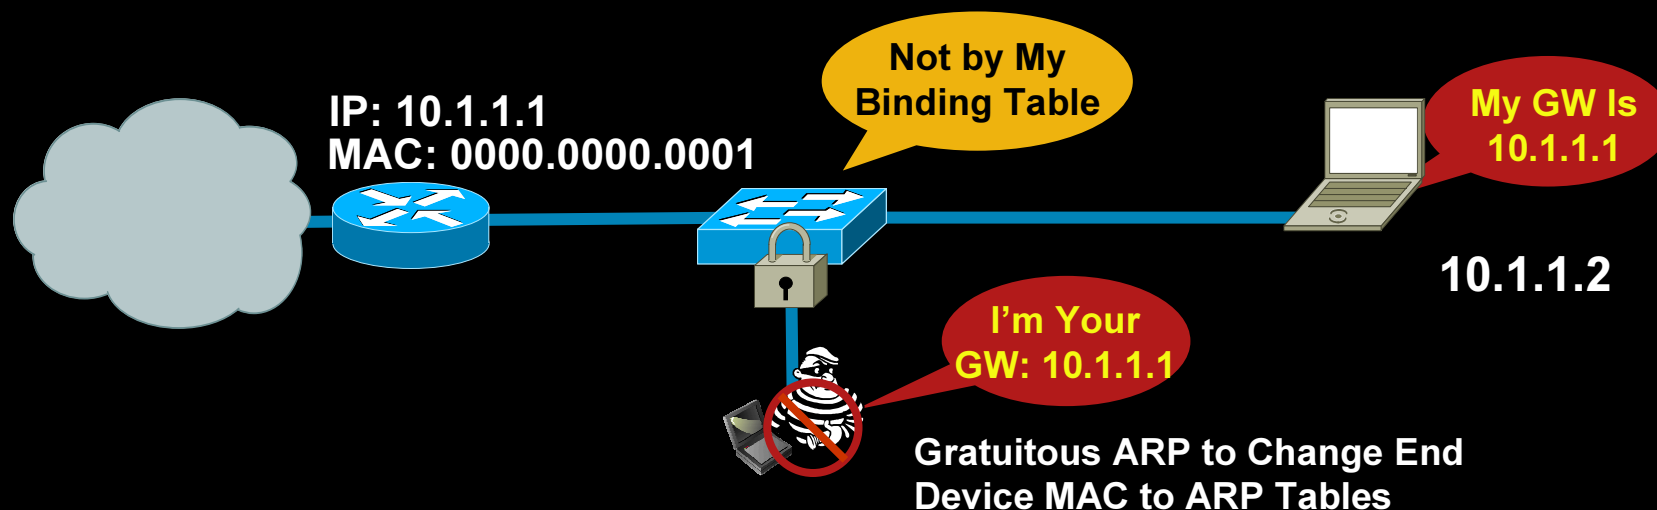 Not by My
Binding Table
IP: 10.1.1.1
MAC: 0000.0000.0001
My GW Is
10.1.1.1
10.1.1.2
I’m Your
GW: 10.1.1.1
Gratuitous ARP to Change End
Device MAC to ARP Tables